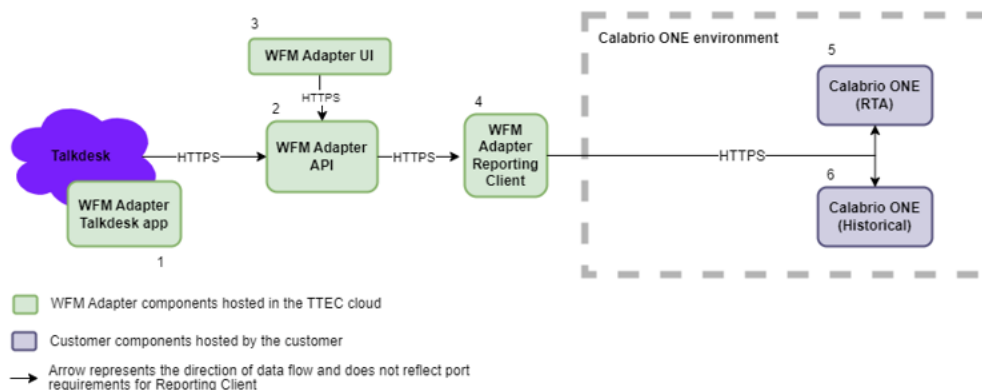 3
WFM Adapter UI
HTTPS
2
WFM Adapter
API
Talkdesk
HTTPS
WFM Adapter
Talkdesk app
1
HTTPS
4
WFM
Adapter
Reporting
Client
Calabrio ONE environment
HTTPS
5
Calabrio ONE
(RTA)
6
Calabrio ONE
(Historical)
WFM Adapter components hosted in the TTEC cloud
Customer components hosted by the customer
Arrow represents the direction of data flow and does not reflect port
requirements for Reporting Client